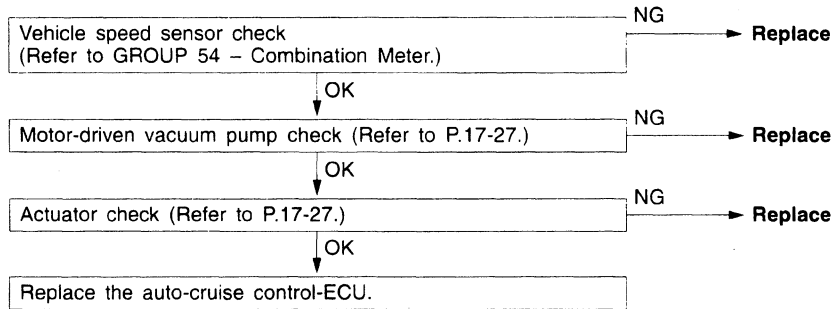 Vehicle speed sensor check
(Refer to GROUP 54 – Combination Meter.)
NG
Replace
OK
Motor-driven vacuum pump check (Refer to P.17-27.)
NG
Replace
OK
Actuator check (Refer to P.17-27.)
NG
Replace
OK
Replace the auto-cruise control-ECU.